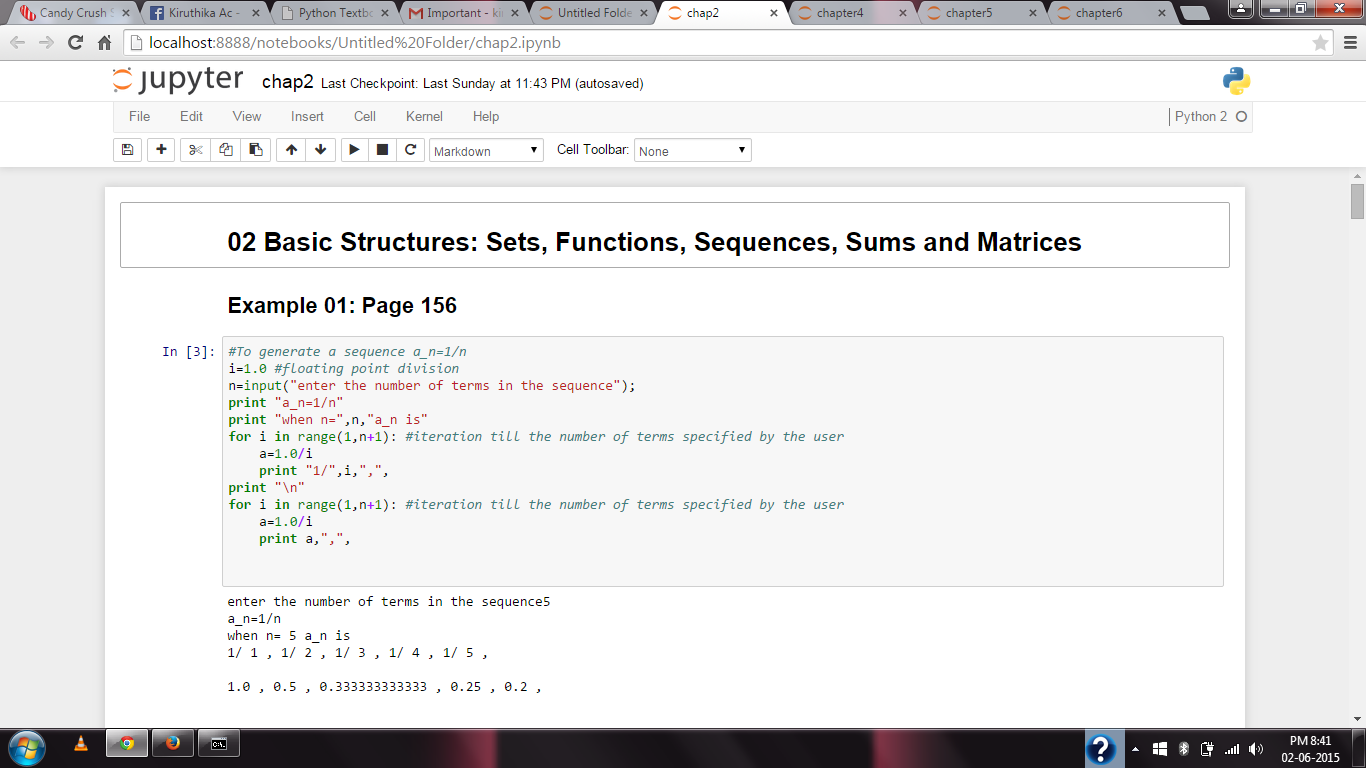 Candy Crush S
Kiruthika Ac -
Python Textbo
Important - kir
Untitled Folde
chap2
chapter4
chapter5
chapter6
localhost:8888/notebooks/Untitled%20Folder/chap2.ipynb
jupyter chap2 Last Checkpoint: Last Sunday at 11:43 PM (autosaved)
File Edit View Insert Cell Kernel Help Python 2
Markdown Cell Toolbar: None
02 Basic Structures: Sets, Functions, Sequences, Sums and Matrices
Example 01: Page 156
In [3]: #To generate a sequence a_n=1/n
i=1.0 #floating point division
n=input("enter the number of terms in the sequence");
print "a_n=1/n"
print "when n=",n,"a_n is"
for i in range(1,n+1): #iteration till the number of terms specified by the user
    a=1.0/i
    print "1/",i,",",
print "\n"
for i in range(1,n+1): #iteration till the number of terms specified by the user
    a=1.0/i
    print a,",",
enter the number of terms in the sequence5
a_n=1/n
when n= 5 a_n is
1/ 1 , 1/ 2 , 1/ 3 , 1/ 4 , 1/ 5 ,
1.0 , 0.5 , 0.333333333333 , 0.25 , 0.2 ,
PM 8:41
02-06-2015